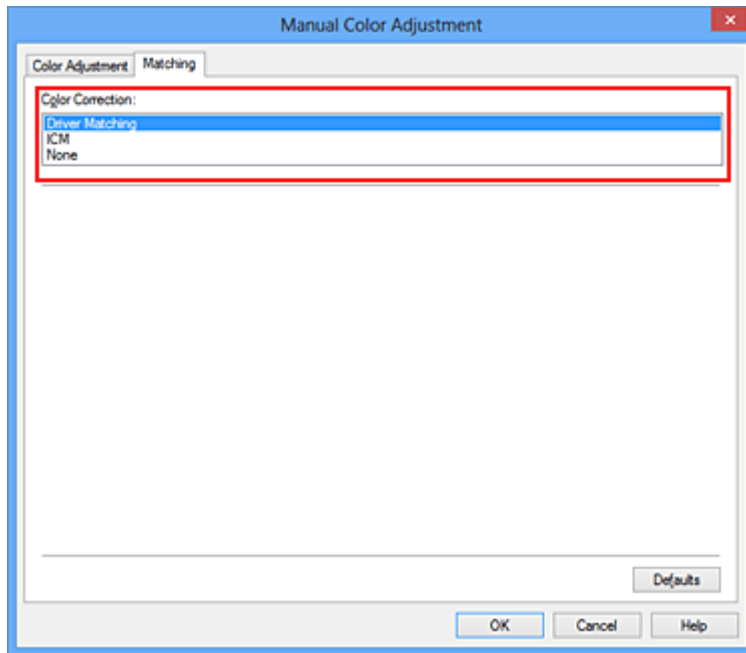 Manual Color Adjustment
Color Adjustment Matching
Color Correction:
Driver Matching
ICM
None
Defaults
OK Cancel Help